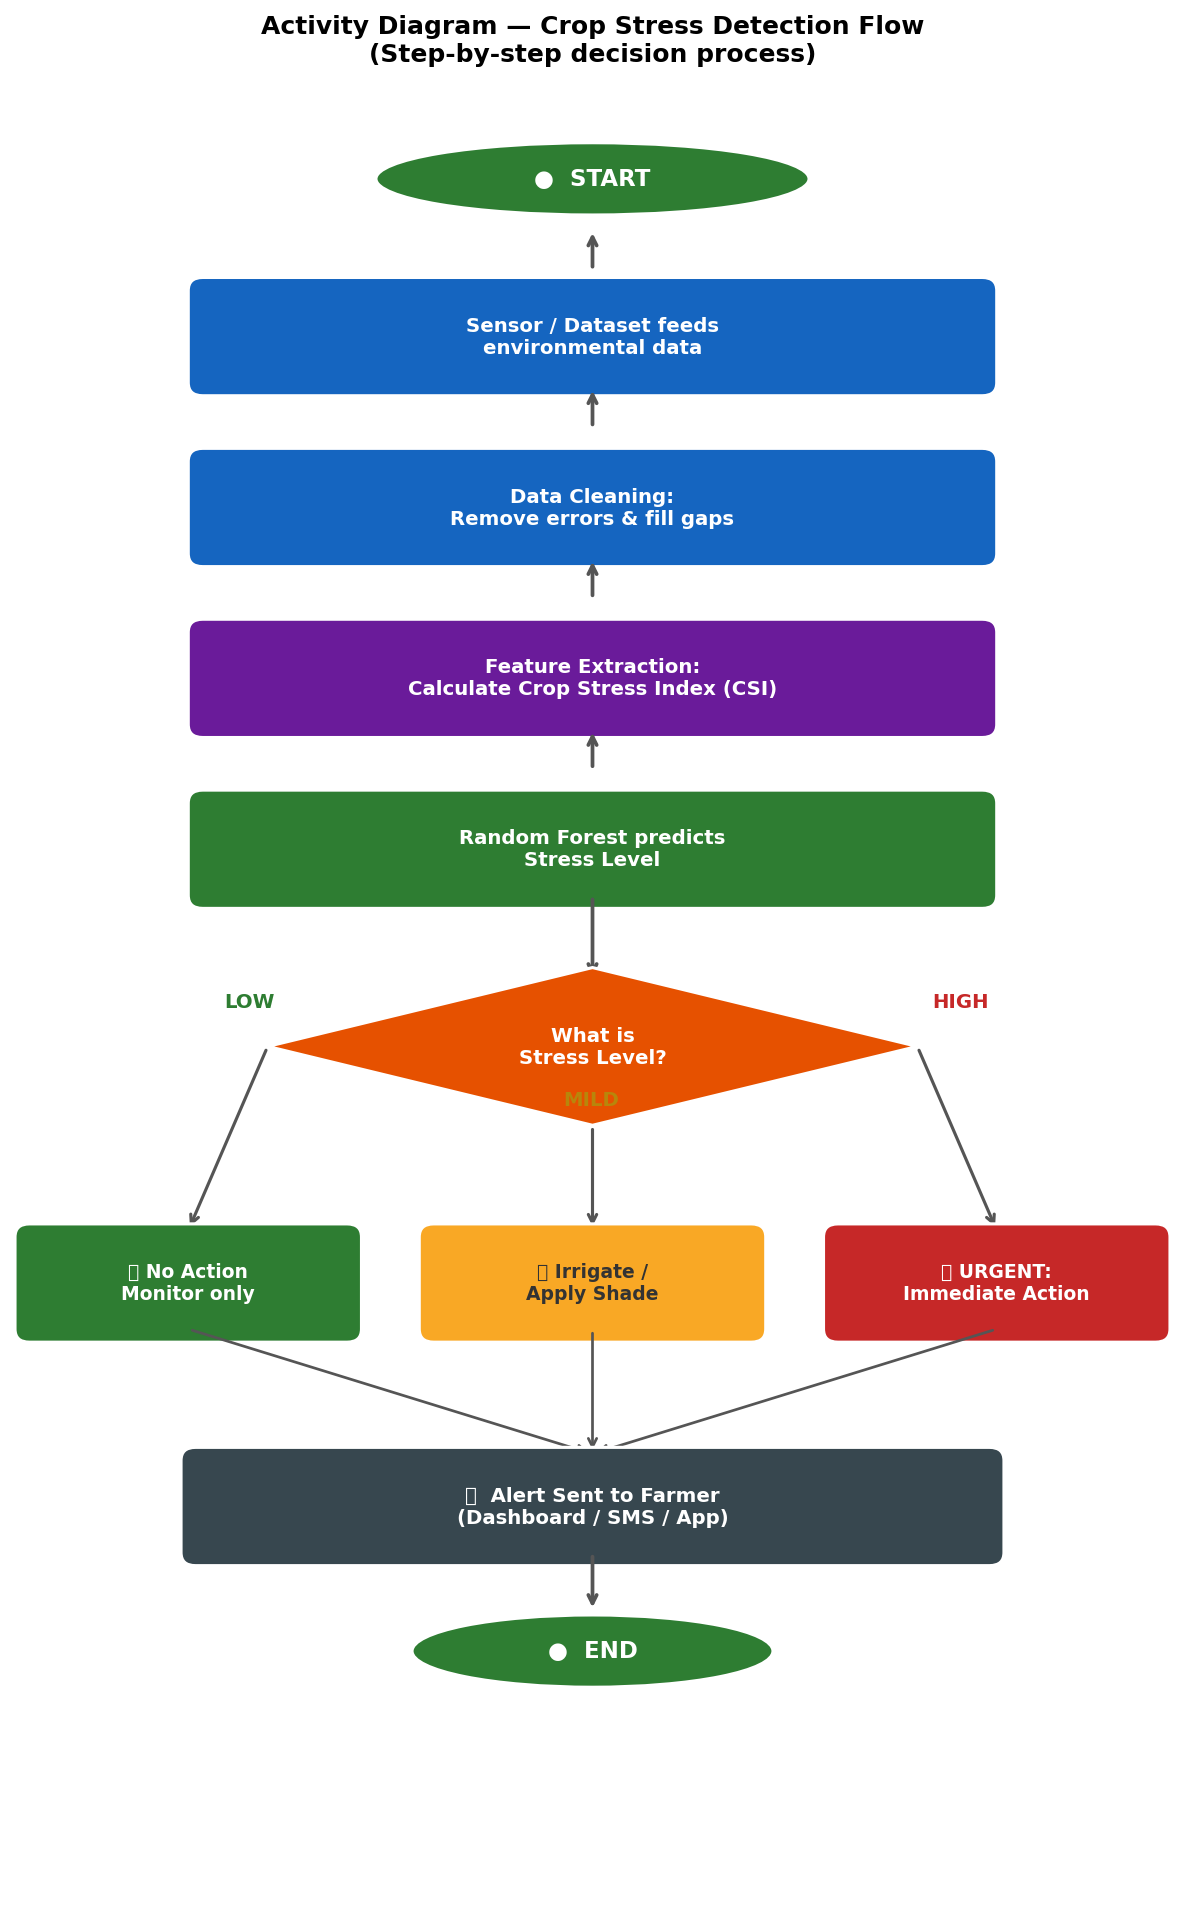 Activity Diagram — Crop Stress Detection Flow
(Step-by-step decision process)
● START
Sensor / Dataset feeds
environmental data
Data Cleaning:
Remove errors & fill gaps
Feature Extraction:
Calculate Crop Stress Index (CSI)
Random Forest predicts
Stress Level
LOW
HIGH
What is
Stress Level?
MILD
No Action
Monitor only
Irrigate /
Apply Shade
URGENT:
Immediate Action
Alert Sent to Farmer
(Dashboard / SMS / App)
● END